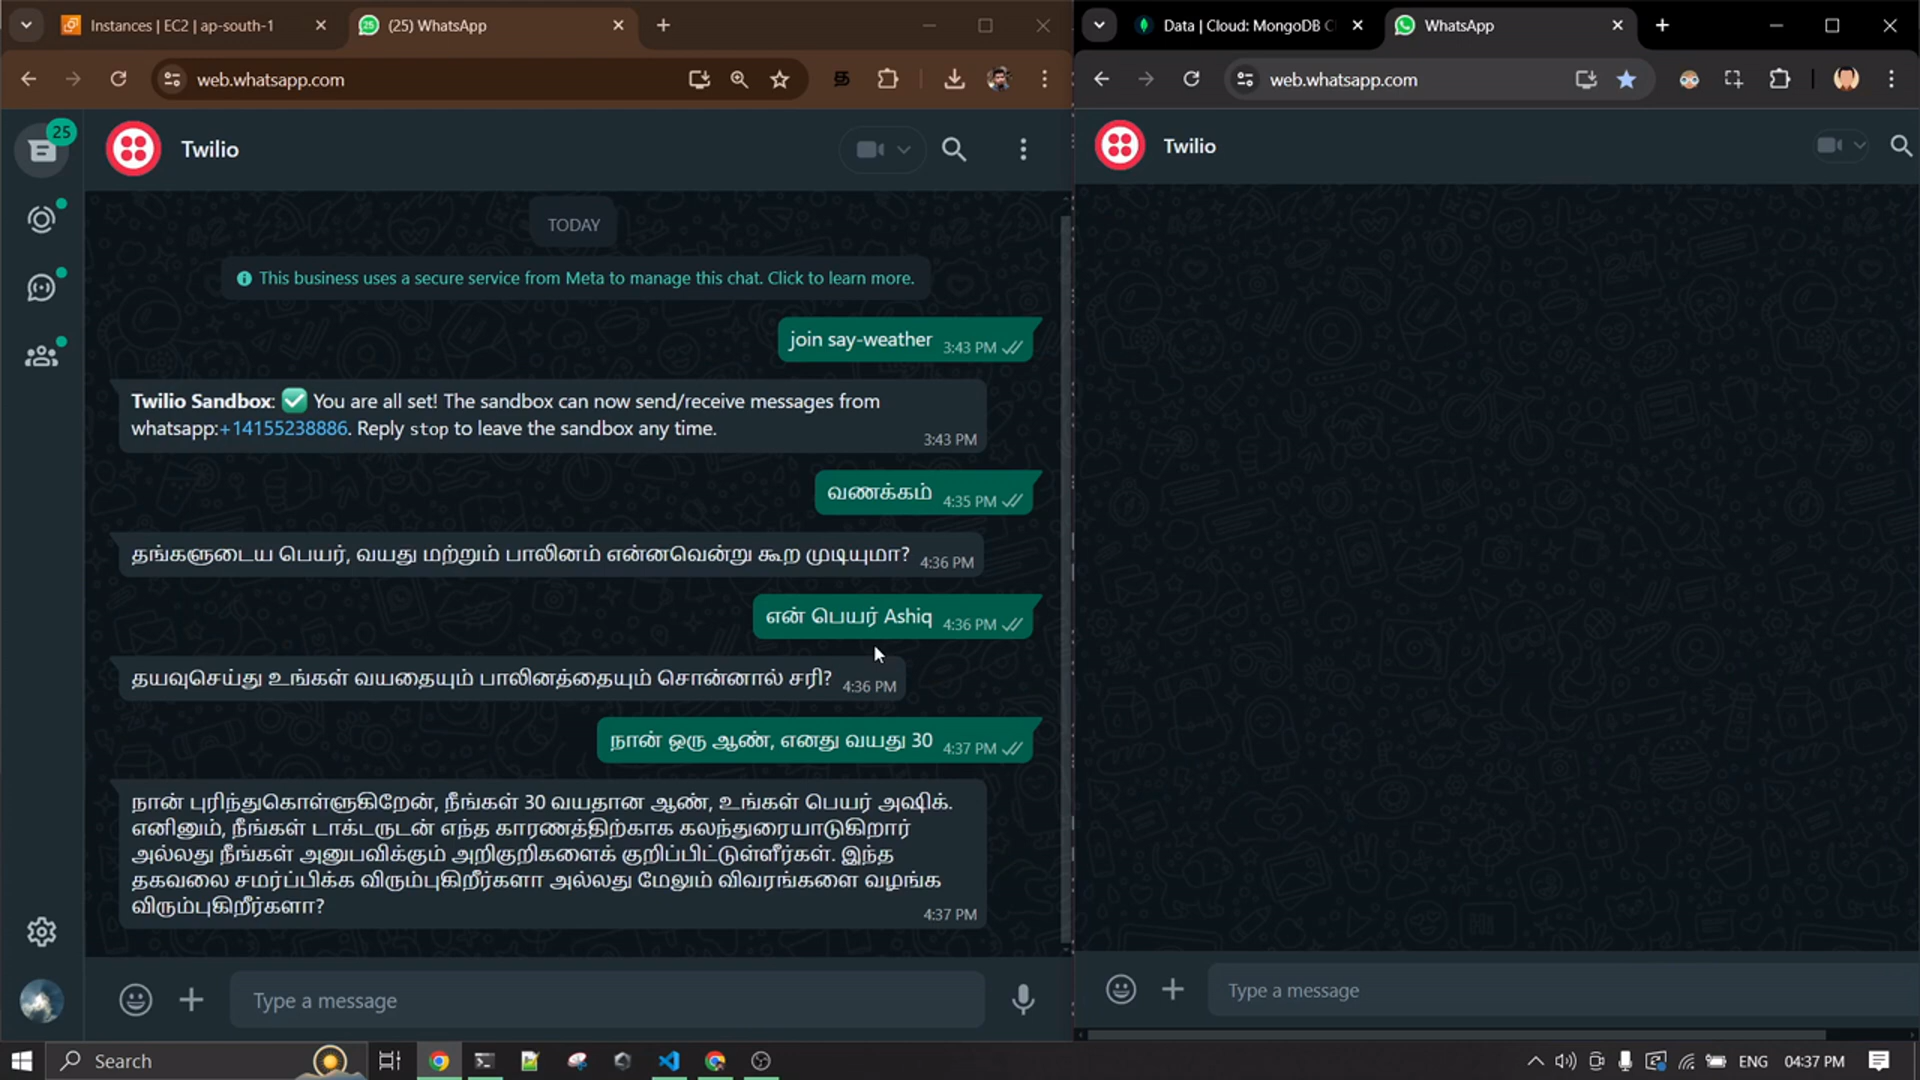 Instances | EC2 | ap-south-1
(25) WhatsApp
web.whatsapp.com
25
Twilio
TODAY
This business uses a secure service from Meta to manage this chat. Click to learn more.
join say-weather 3:43 PM
Twilio Sandbox: ✅ You are all set! The sandbox can now send/receive messages from
whatsapp:+14155238886. Reply stop to leave the sandbox any time.
3:43 PM
வணக்கம் 4:35 PM
தங்களுடைய பெயர், வயது மற்றும் பாலினம் என்னவென்று கூற முடியுமா? 4:36 PM
என் பெயர் Ashiq 4:36 PM
தயவுசெய்து உங்கள் வயதையும் பாலினத்தையும் சொன்னால் சரி? 4:36 PM
நான் ஒரு ஆண், எனது வயது 30 4:37 PM
நான் புரிந்துகொள்ளுகிறேன், நீங்கள் 30 வயதான ஆண், உங்கள் பெயர் அஷிக்.
எனினும், நீங்கள் டாக்டருடன் எந்த காரணத்திற்காக கலந்துரையாடுகிறார்
அல்லது நீங்கள் அனுபவிக்கும் அறிகுறிகளைக் குறிப்பிட்டுள்ளீர்கள். இந்த
தகவலை சமர்ப்பிக்க விரும்புகிறீர்களா அல்லது மேலும் விவரங்களை வழங்க
விரும்புகிறீர்களா?
4:37 PM
Type a message
Data | Cloud: MongoDB C
WhatsApp
web.whatsapp.com
Twilio
Type a message
Search
ENG 04:37 PM